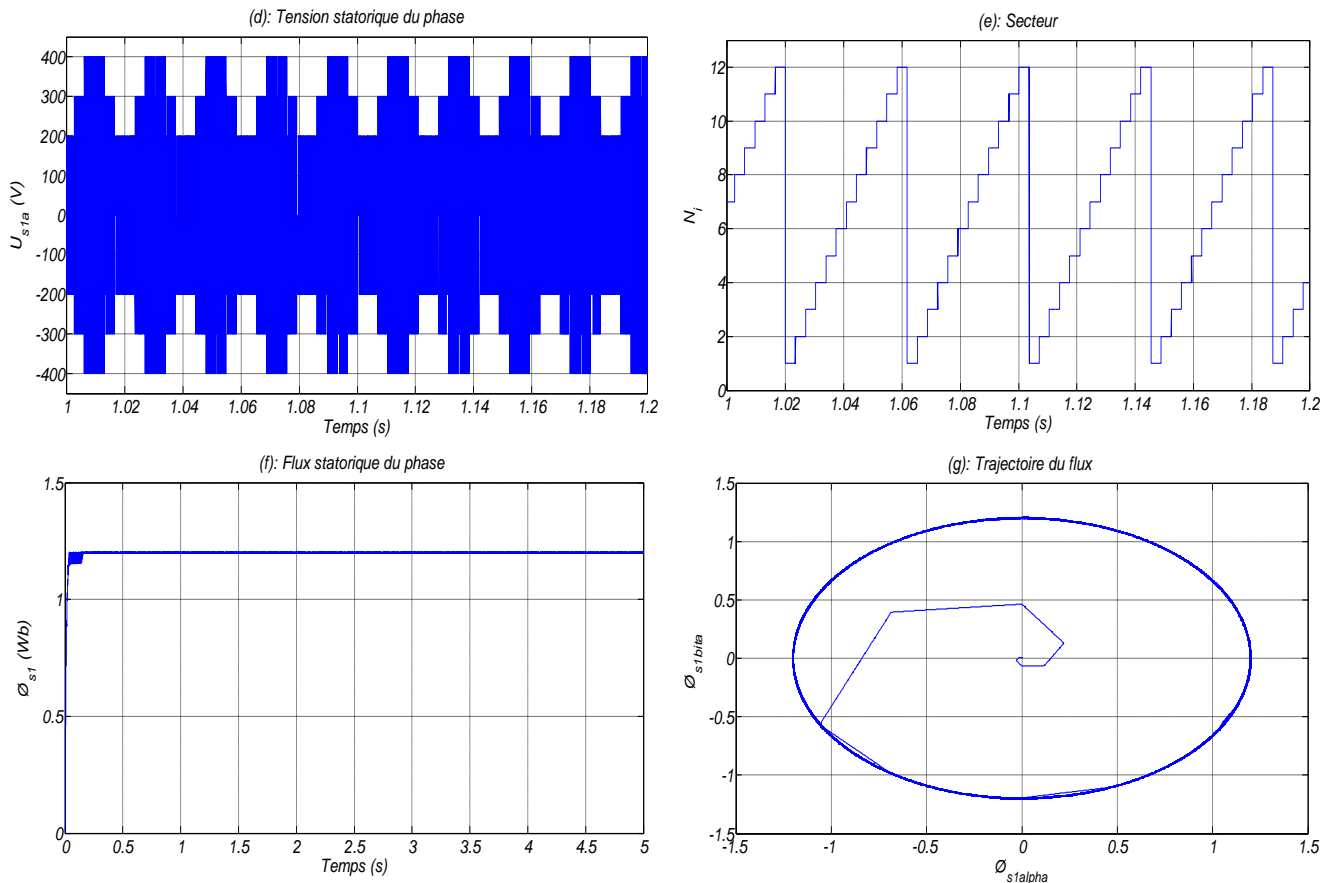 (d): Tension statorique du phase
400
300
200
100
0
-100
-200
-300
-400
U_s1a (V)
1 1.02 1.04 1.06 1.08 1.1 1.12 1.14 1.16 1.18 1.2
Temps (s)
(e): Secteur
12
10
8
6
4
2
0
N_i
1 1.02 1.04 1.06 1.08 1.1 1.12 1.14 1.16 1.18 1.2
Temps (s)
(f): Flux statorique du phase
1.5
1
0.5
0
Ø_s1 (Wb)
0 0.5 1 1.5 2 2.5 3 3.5 4 4.5 5
Temps (s)
(g): Trajectoire du flux
1.5
1
0.5
0
-0.5
-1
-1.5
Ø_s1bita
-1.5 -1 -0.5 0 0.5 1 1.5
Ø_s1alpha